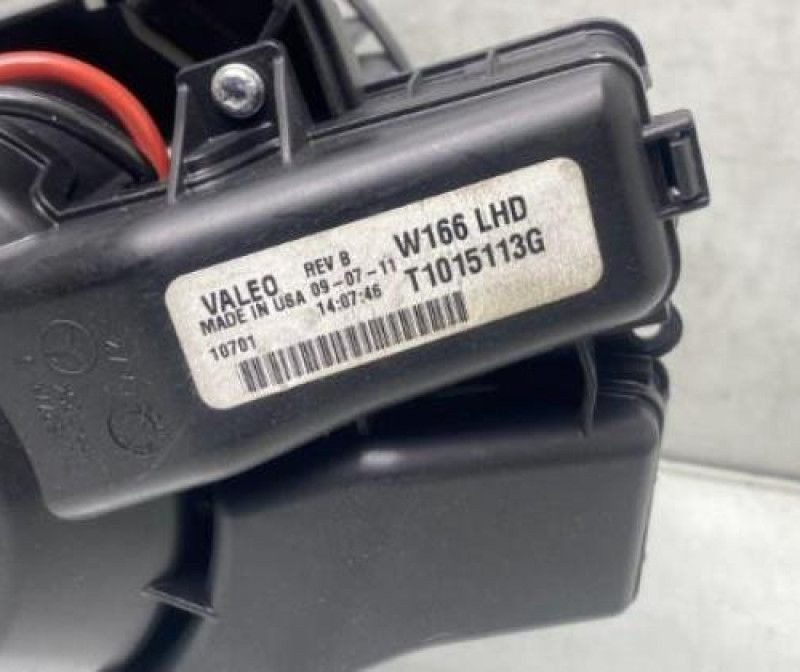 VALEO REV B W166 LHD
MADE IN USA 09-07-11 T1015113G
10701 14:07:46